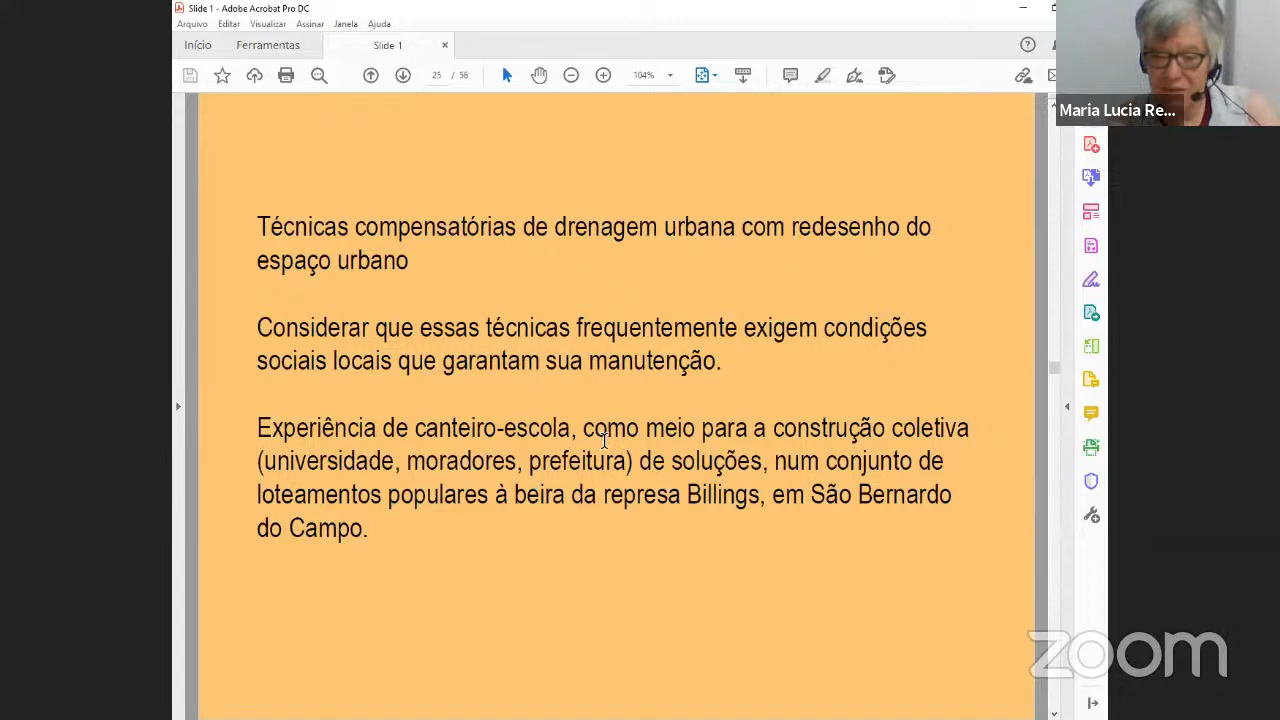 Slide 1 - Adobe Acrobat Pro DC
Arquivo Editar Visualizar Assinar Janela Ajuda
Início Ferramentas Slide 1
25 / 56 104%
Maria Lucia Re...
Técnicas compensatórias de drenagem urbana com redesenho do
espaço urbano
Considerar que essas técnicas frequentemente exigem condições
sociais locais que garantam sua manutenção.
Experiência de canteiro-escola, como meio para a construção coletiva
(universidade, moradores, prefeitura) de soluções, num conjunto de
loteamentos populares à beira da represa Billings, em São Bernardo
do Campo.
zoom